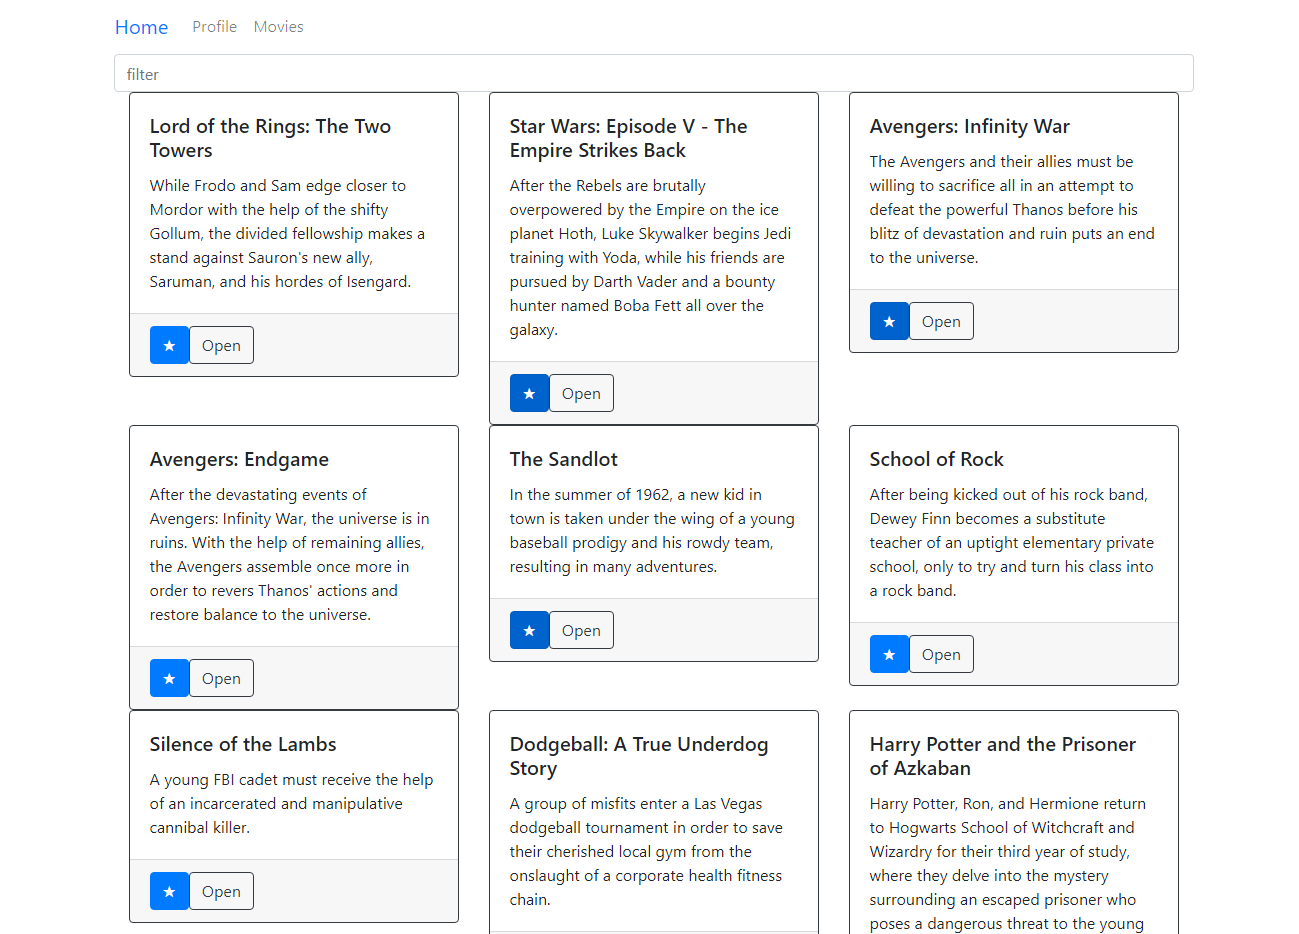 Home Profile Movies
filter
Lord of the Rings: The Two
Towers
While Frodo and Sam edge closer to
Mordor with the help of the shifty
Gollum, the divided fellowship makes a
stand against Sauron's new ally,
Saruman, and his hordes of Isengard.
★ Open
Star Wars: Episode V - The
Empire Strikes Back
After the Rebels are brutally
overpowered by the Empire on the ice
planet Hoth, Luke Skywalker begins Jedi
training with Yoda, while his friends are
pursued by Darth Vader and a bounty
hunter named Boba Fett all over the
galaxy.
★ Open
Avengers: Infinity War
The Avengers and their allies must be
willing to sacrifice all in an attempt to
defeat the powerful Thanos before his
blitz of devastation and ruin puts an end
to the universe.
★ Open
Avengers: Endgame
After the devastating events of
Avengers: Infinity War, the universe is in
ruins. With the help of remaining allies,
the Avengers assemble once more in
order to revers Thanos' actions and
restore balance to the universe.
★ Open
The Sandlot
In the summer of 1962, a new kid in
town is taken under the wing of a young
baseball prodigy and his rowdy team,
resulting in many adventures.
★ Open
School of Rock
After being kicked out of his rock band,
Dewey Finn becomes a substitute
teacher of an uptight elementary private
school, only to try and turn his class into
a rock band.
★ Open
Silence of the Lambs
A young FBI cadet must receive the help
of an incarcerated and manipulative
cannibal killer.
★ Open
Dodgeball: A True Underdog
Story
A group of misfits enter a Las Vegas
dodgeball tournament in order to save
their cherished local gym from the
onslaught of a corporate health fitness
chain.
Harry Potter and the Prisoner
of Azkaban
Harry Potter, Ron, and Hermione return
to Hogwarts School of Witchcraft and
Wizardry for their third year of study,
where they delve into the mystery
surrounding an escaped prisoner who
poses a dangerous threat to the young